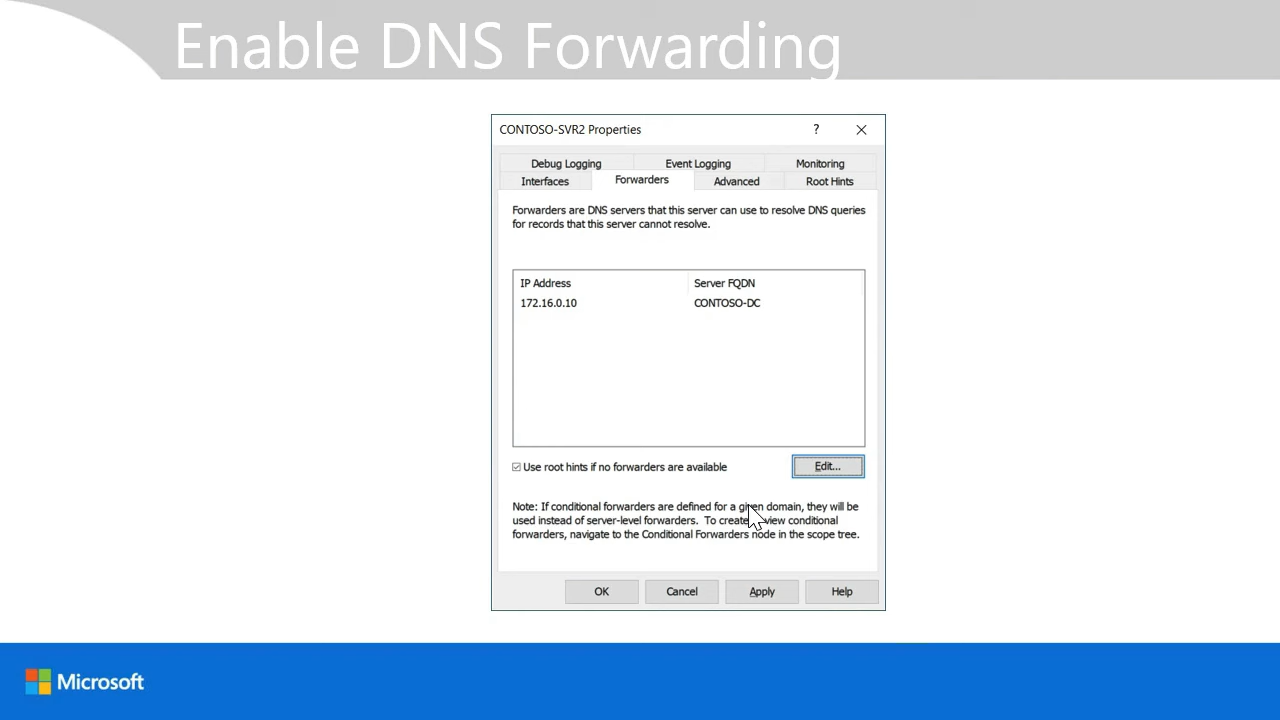 Enable DNS Forwarding
CONTOSO-SVR2 Properties
?
Debug Logging Event Logging Monitoring
Interfaces Forwarders Advanced Root Hints
Forwarders are DNS servers that this server can use to resolve DNS queries
for records that this server cannot resolve.
IP Address Server FQDN
172.16.0.10 CONTOSO-DC
Use root hints if no forwarders are available Edit...
Note: If conditional forwarders are defined for a given domain, they will be
used instead of server-level forwarders. To create view conditional
forwarders, navigate to the Conditional Forwarders node in the scope tree.
OK Cancel Apply Help
Microsoft